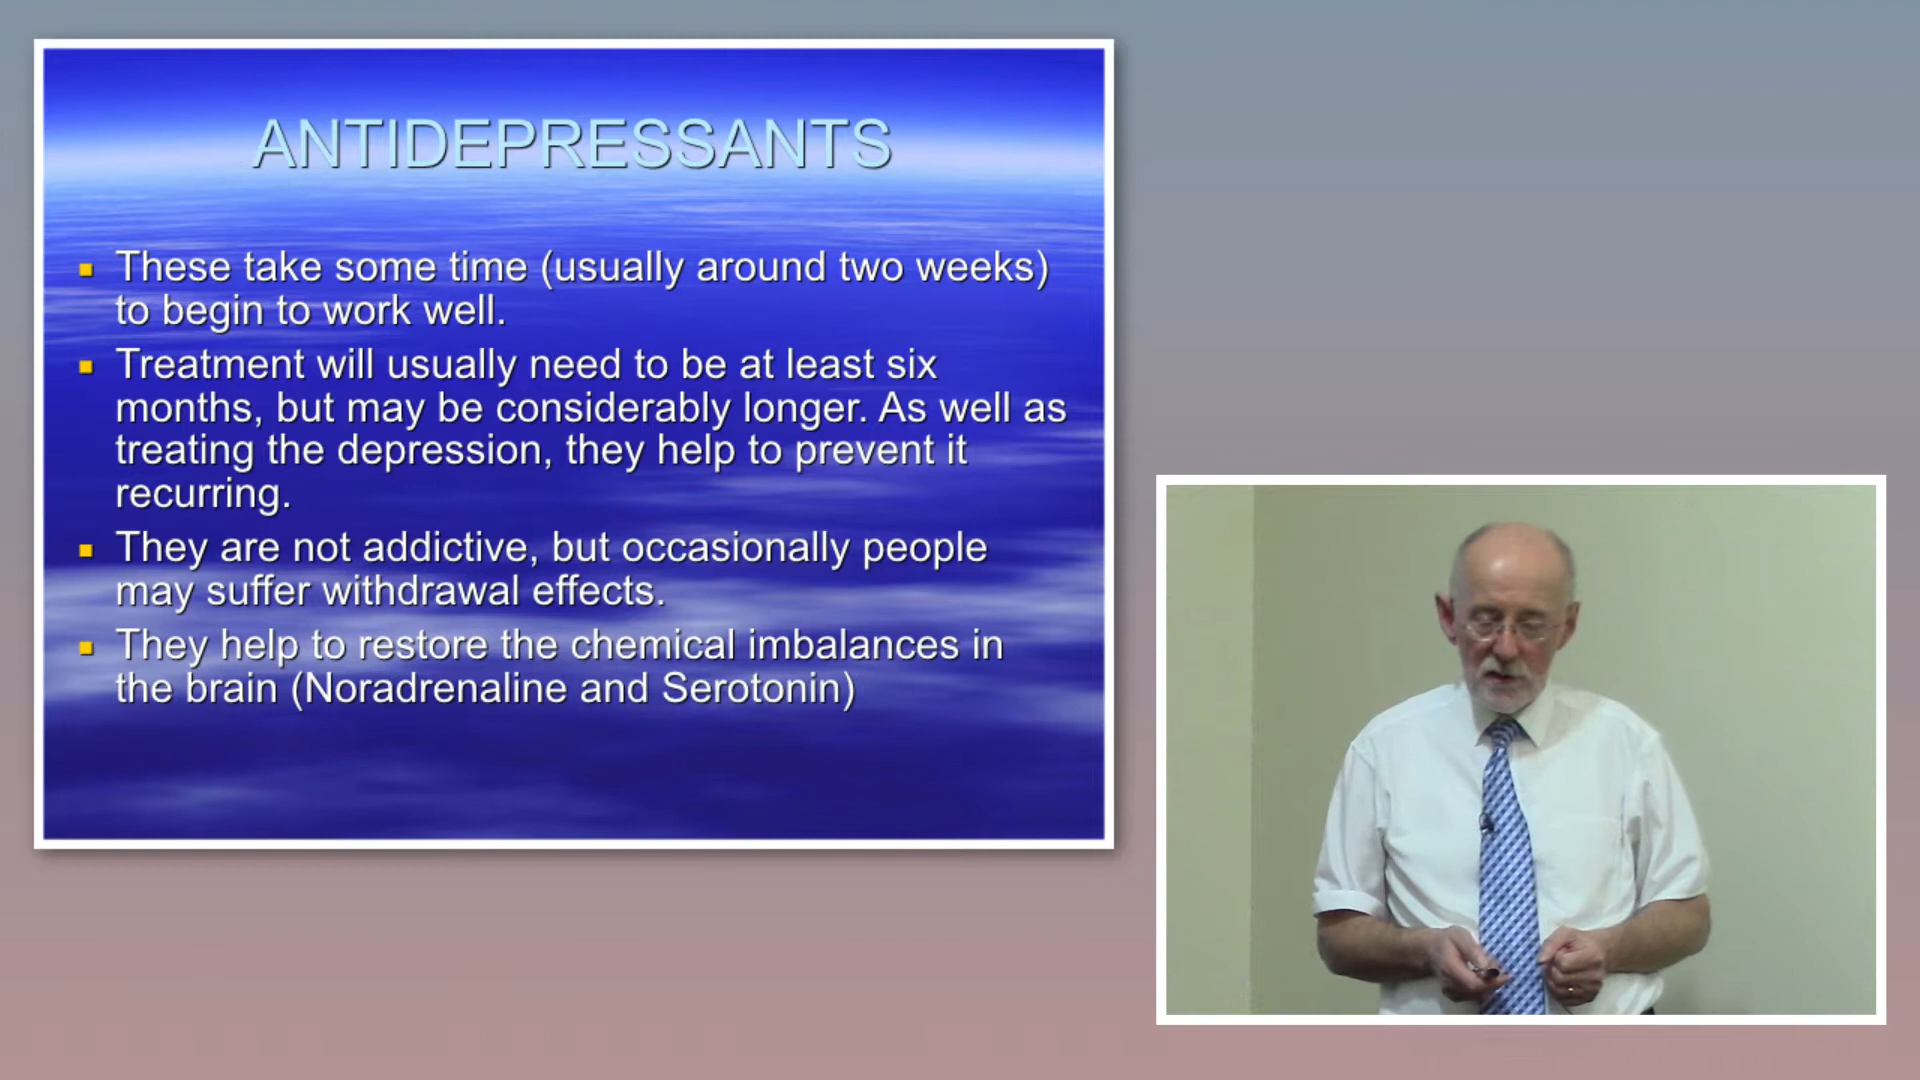 ANTIDEPRESSANTS
These take some time (usually around two weeks)
to begin to work well.
Treatment will usually need to be at least six
months, but may be considerably longer. As well as
treating the depression, they help to prevent it
recurring.
They are not addictive, but occasionally people
may suffer withdrawal effects.
They help to restore the chemical imbalances in
the brain (Noradrenaline and Serotonin)